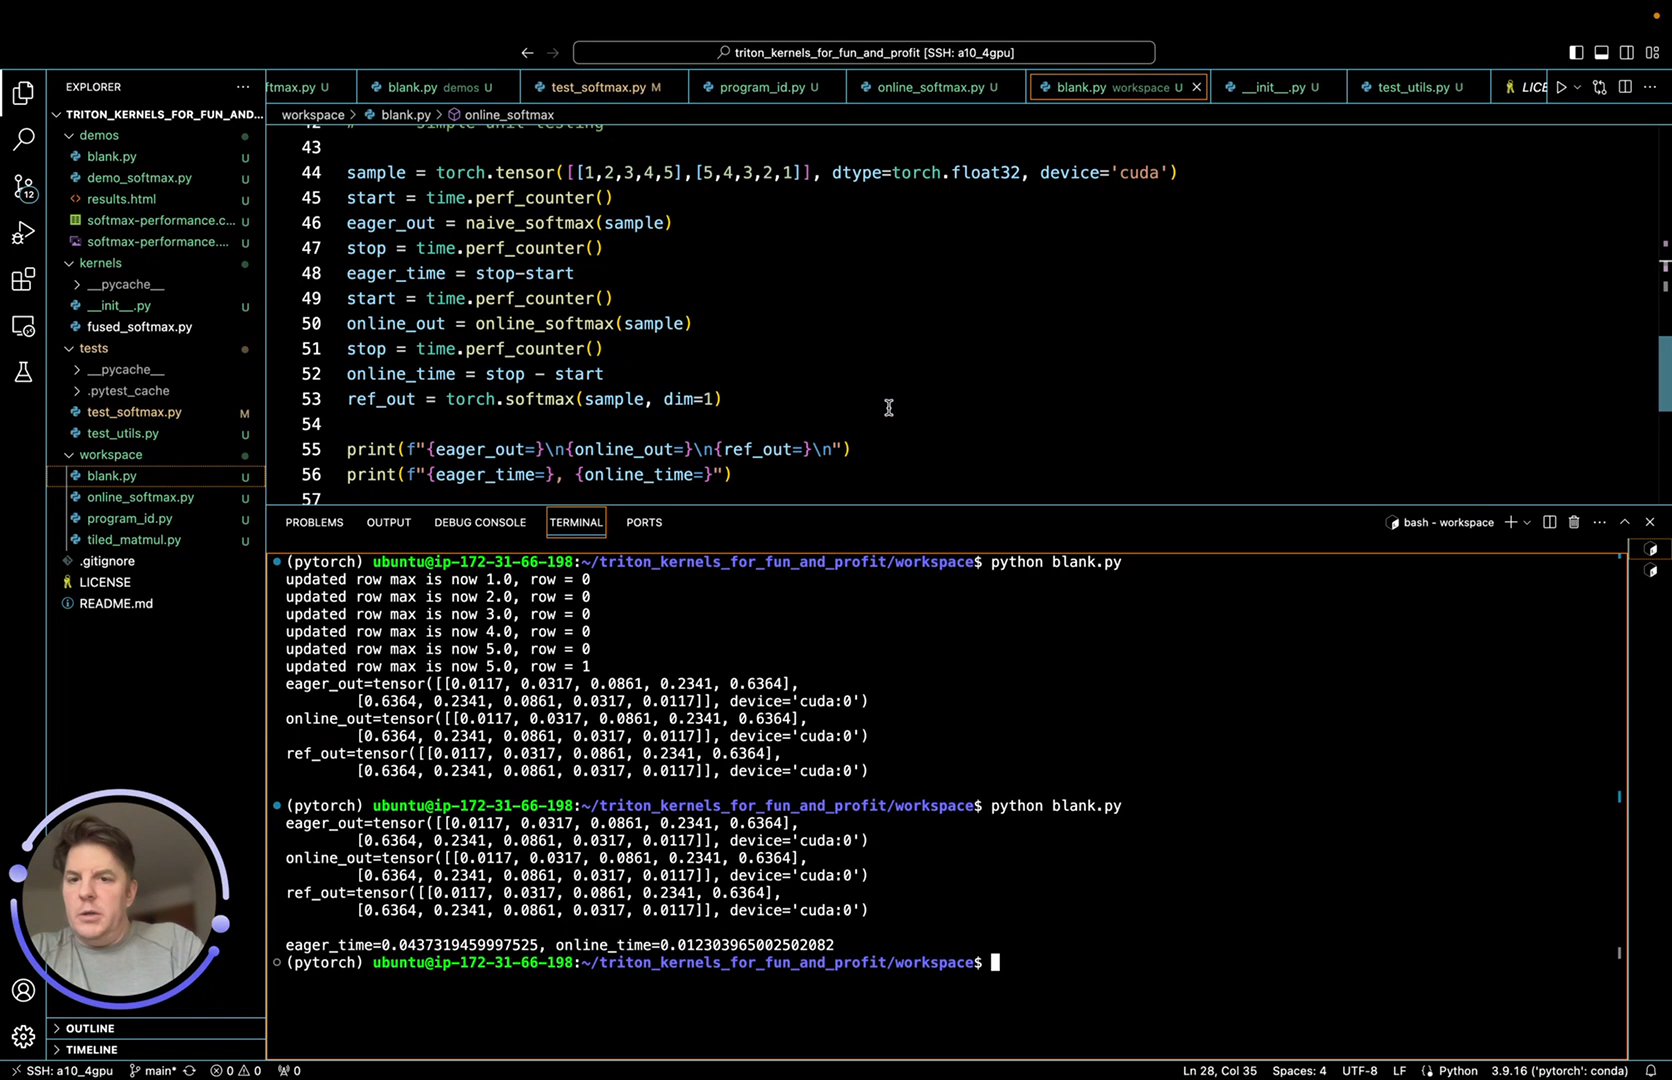 triton_kernels_for_fun_and_profit [SSH: a10_4gpu]
EXPLORER
ftmax.py U
blank.py demos U
test_softmax.py M
program_id.py U
online_softmax.py U
blank.py workspace U
__init__.py U
test_utils.py U
LICE
TRITON_KERNELS_FOR_FUN_AND...
workspace > blank.py > online_softmax
demos
blank.py U
demo_softmax.py U
results.html U
softmax-performance.c... U
softmax-performance.... U
kernels
__pycache__
__init__.py U
fused_softmax.py
tests
__pycache__
.pytest_cache
test_softmax.py M
test_utils.py U
workspace
blank.py U
online_softmax.py U
program_id.py U
tiled_matmul.py U
.gitignore
LICENSE
README.md
12
OUTLINE
TIMELINE
43
44 sample = torch.tensor([[1,2,3,4,5],[5,4,3,2,1]], dtype=torch.float32, device='cuda')
45 start = time.perf_counter()
46 eager_out = naive_softmax(sample)
47 stop = time.perf_counter()
48 eager_time = stop-start
49 start = time.perf_counter()
50 online_out = online_softmax(sample)
51 stop = time.perf_counter()
52 online_time = stop - start
53 ref_out = torch.softmax(sample, dim=1)
54
55 print(f"{eager_out=}\n{online_out=}\n{ref_out=}\n")
56 print(f"{eager_time=}, {online_time=}")
57
PROBLEMS OUTPUT DEBUG CONSOLE TERMINAL PORTS
bash - workspace
(pytorch) ubuntu@ip-172-31-66-198:~/triton_kernels_for_fun_and_profit/workspace$ python blank.py
updated row max is now 1.0, row = 0
updated row max is now 2.0, row = 0
updated row max is now 3.0, row = 0
updated row max is now 4.0, row = 0
updated row max is now 5.0, row = 0
updated row max is now 5.0, row = 1
eager_out=tensor([[0.0117, 0.0317, 0.0861, 0.2341, 0.6364],
[0.6364, 0.2341, 0.0861, 0.0317, 0.0117]], device='cuda:0')
online_out=tensor([[0.0117, 0.0317, 0.0861, 0.2341, 0.6364],
[0.6364, 0.2341, 0.0861, 0.0317, 0.0117]], device='cuda:0')
ref_out=tensor([[0.0117, 0.0317, 0.0861, 0.2341, 0.6364],
[0.6364, 0.2341, 0.0861, 0.0317, 0.0117]], device='cuda:0')
(pytorch) ubuntu@ip-172-31-66-198:~/triton_kernels_for_fun_and_profit/workspace$ python blank.py
eager_out=tensor([[0.0117, 0.0317, 0.0861, 0.2341, 0.6364],
[0.6364, 0.2341, 0.0861, 0.0317, 0.0117]], device='cuda:0')
online_out=tensor([[0.0117, 0.0317, 0.0861, 0.2341, 0.6364],
[0.6364, 0.2341, 0.0861, 0.0317, 0.0117]], device='cuda:0')
ref_out=tensor([[0.0117, 0.0317, 0.0861, 0.2341, 0.6364],
[0.6364, 0.2341, 0.0861, 0.0317, 0.0117]], device='cuda:0')
eager_time=0.0437319459997525, online_time=0.012303965002502082
(pytorch) ubuntu@ip-172-31-66-198:~/triton_kernels_for_fun_and_profit/workspace$
SSH: a10_4gpu main* 0 0 0
Ln 28, Col 35 Spaces: 4 UTF-8 LF Python 3.9.16 ('pytorch': conda)